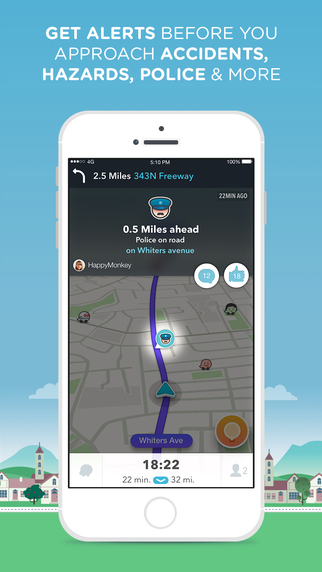 GET ALERTS BEFORE YOU
APPROACH ACCIDENTS,
HAZARDS, POLICE & MORE
4G 5:10 PM 100%
2.5 Miles 343N Freeway
22MIN AGO
0.5 Miles ahead
Police on road
on Whiters avenue
HappyMonkey
12
18
Whiters Ave
18:22
22 min. 32 mi.
2